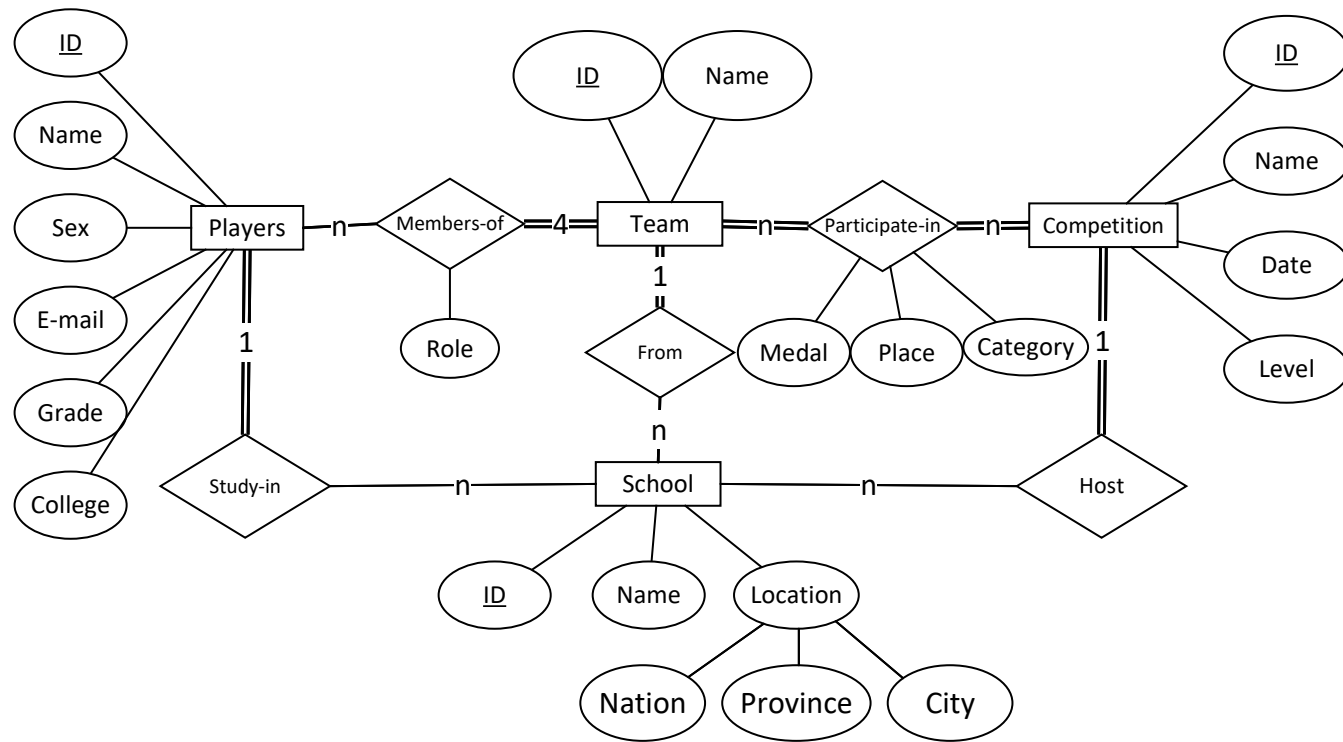 ID
ID
Name
ID
Name
Name
Sex
Players
n
Members-of
4
Team
n
Participate-in
n
Competition
Date
E-mail
1
1
Role
From
Medal
Place
Category
1
Level
Grade
n
College
Study-in
n
School
n
Host
ID
Name
Location
Nation
Province
City